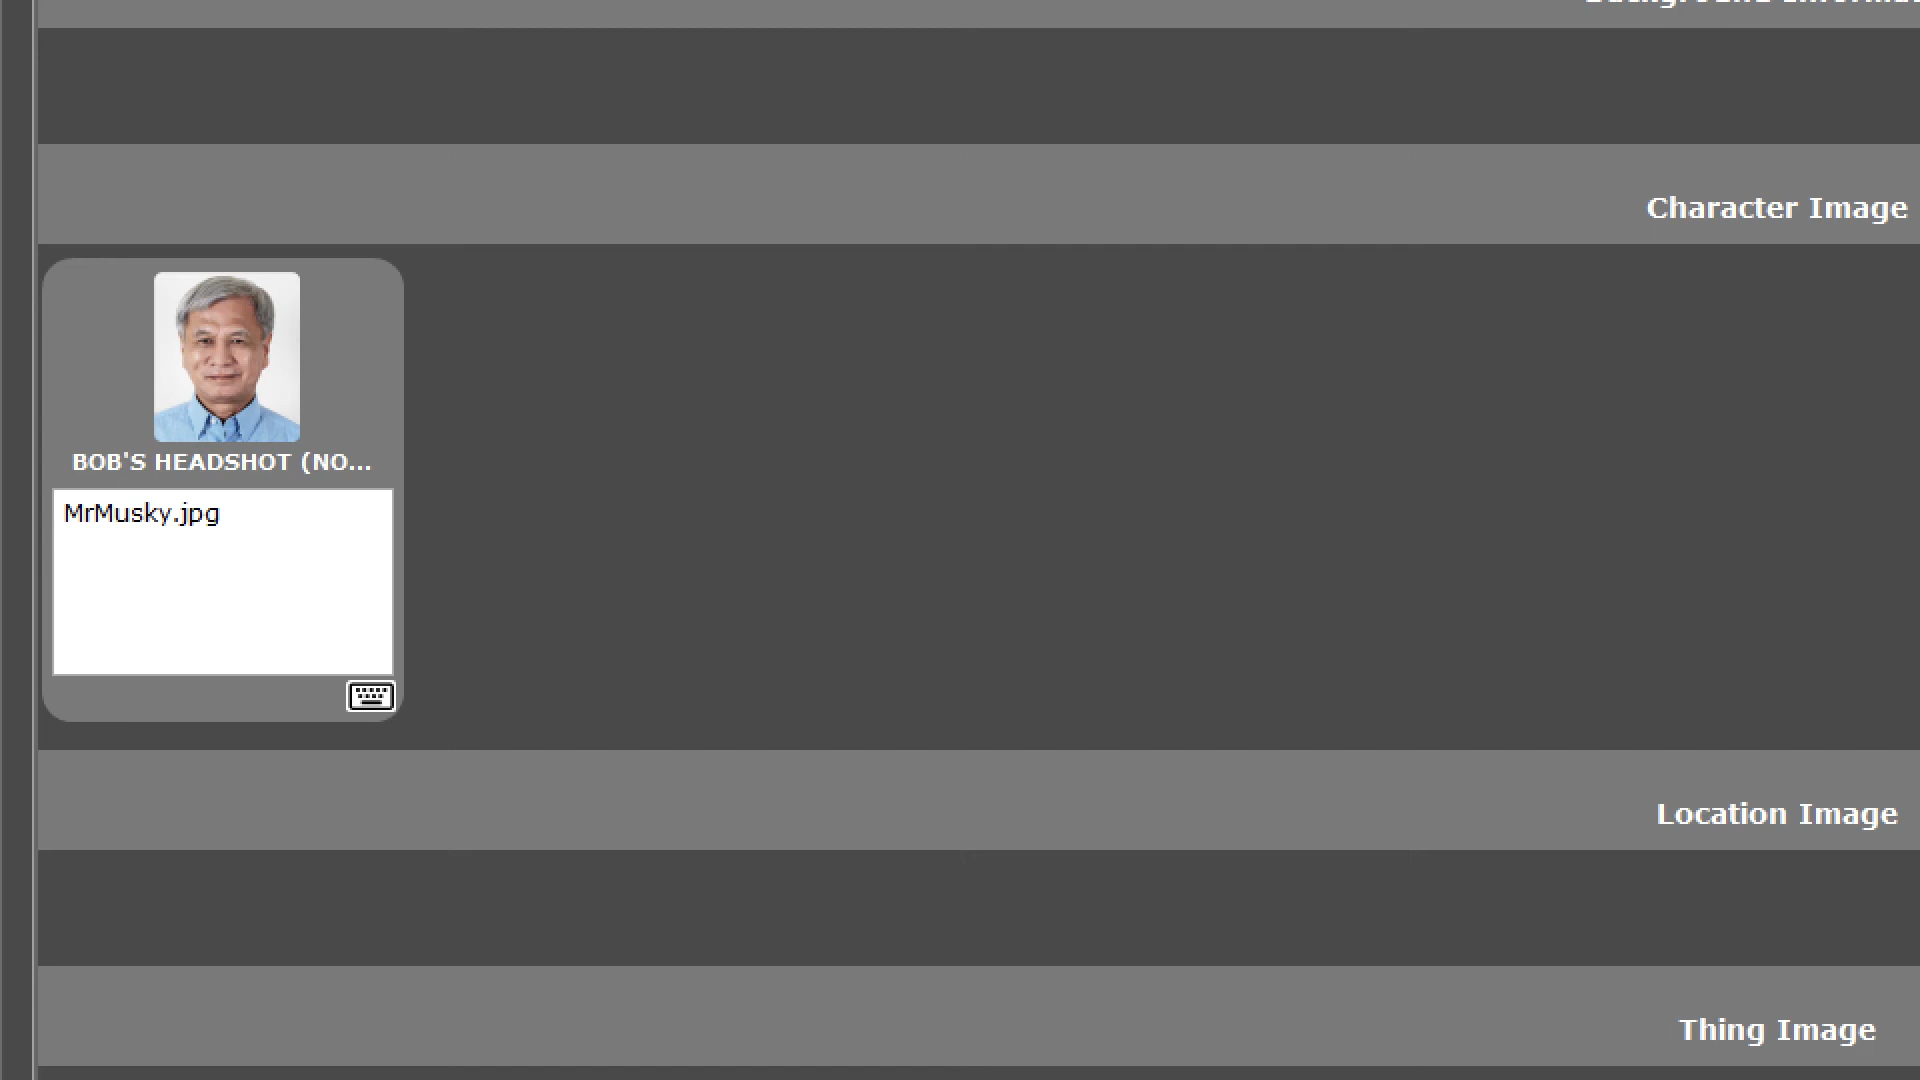 Character Image
BOB'S HEADSHOT (NO...
MrMusky.jpg
Location Image
Thing Image